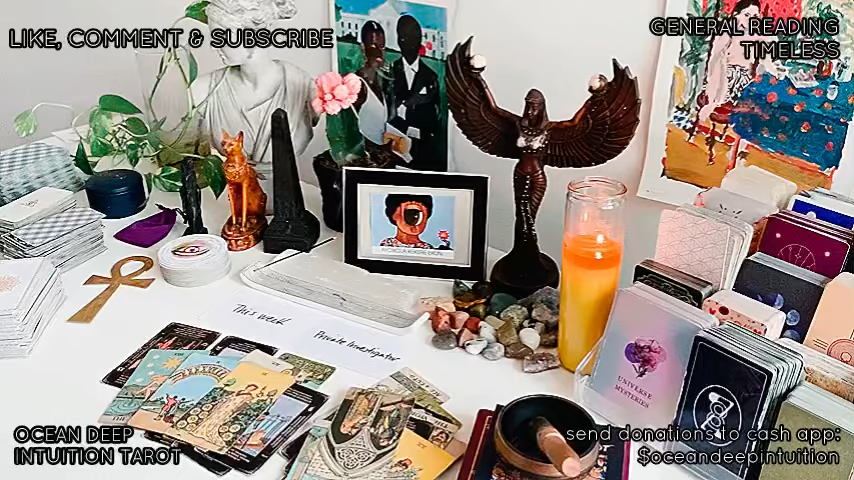 LIKE, COMMENT & SUBSCRIBE
GENERAL READING
TIMELESS
This week
Private Investigator
UNIVERSE
MYSTERIES
OCEAN DEEP
INTUITION TAROT
send donations to cash app:
$oceandeepintuition